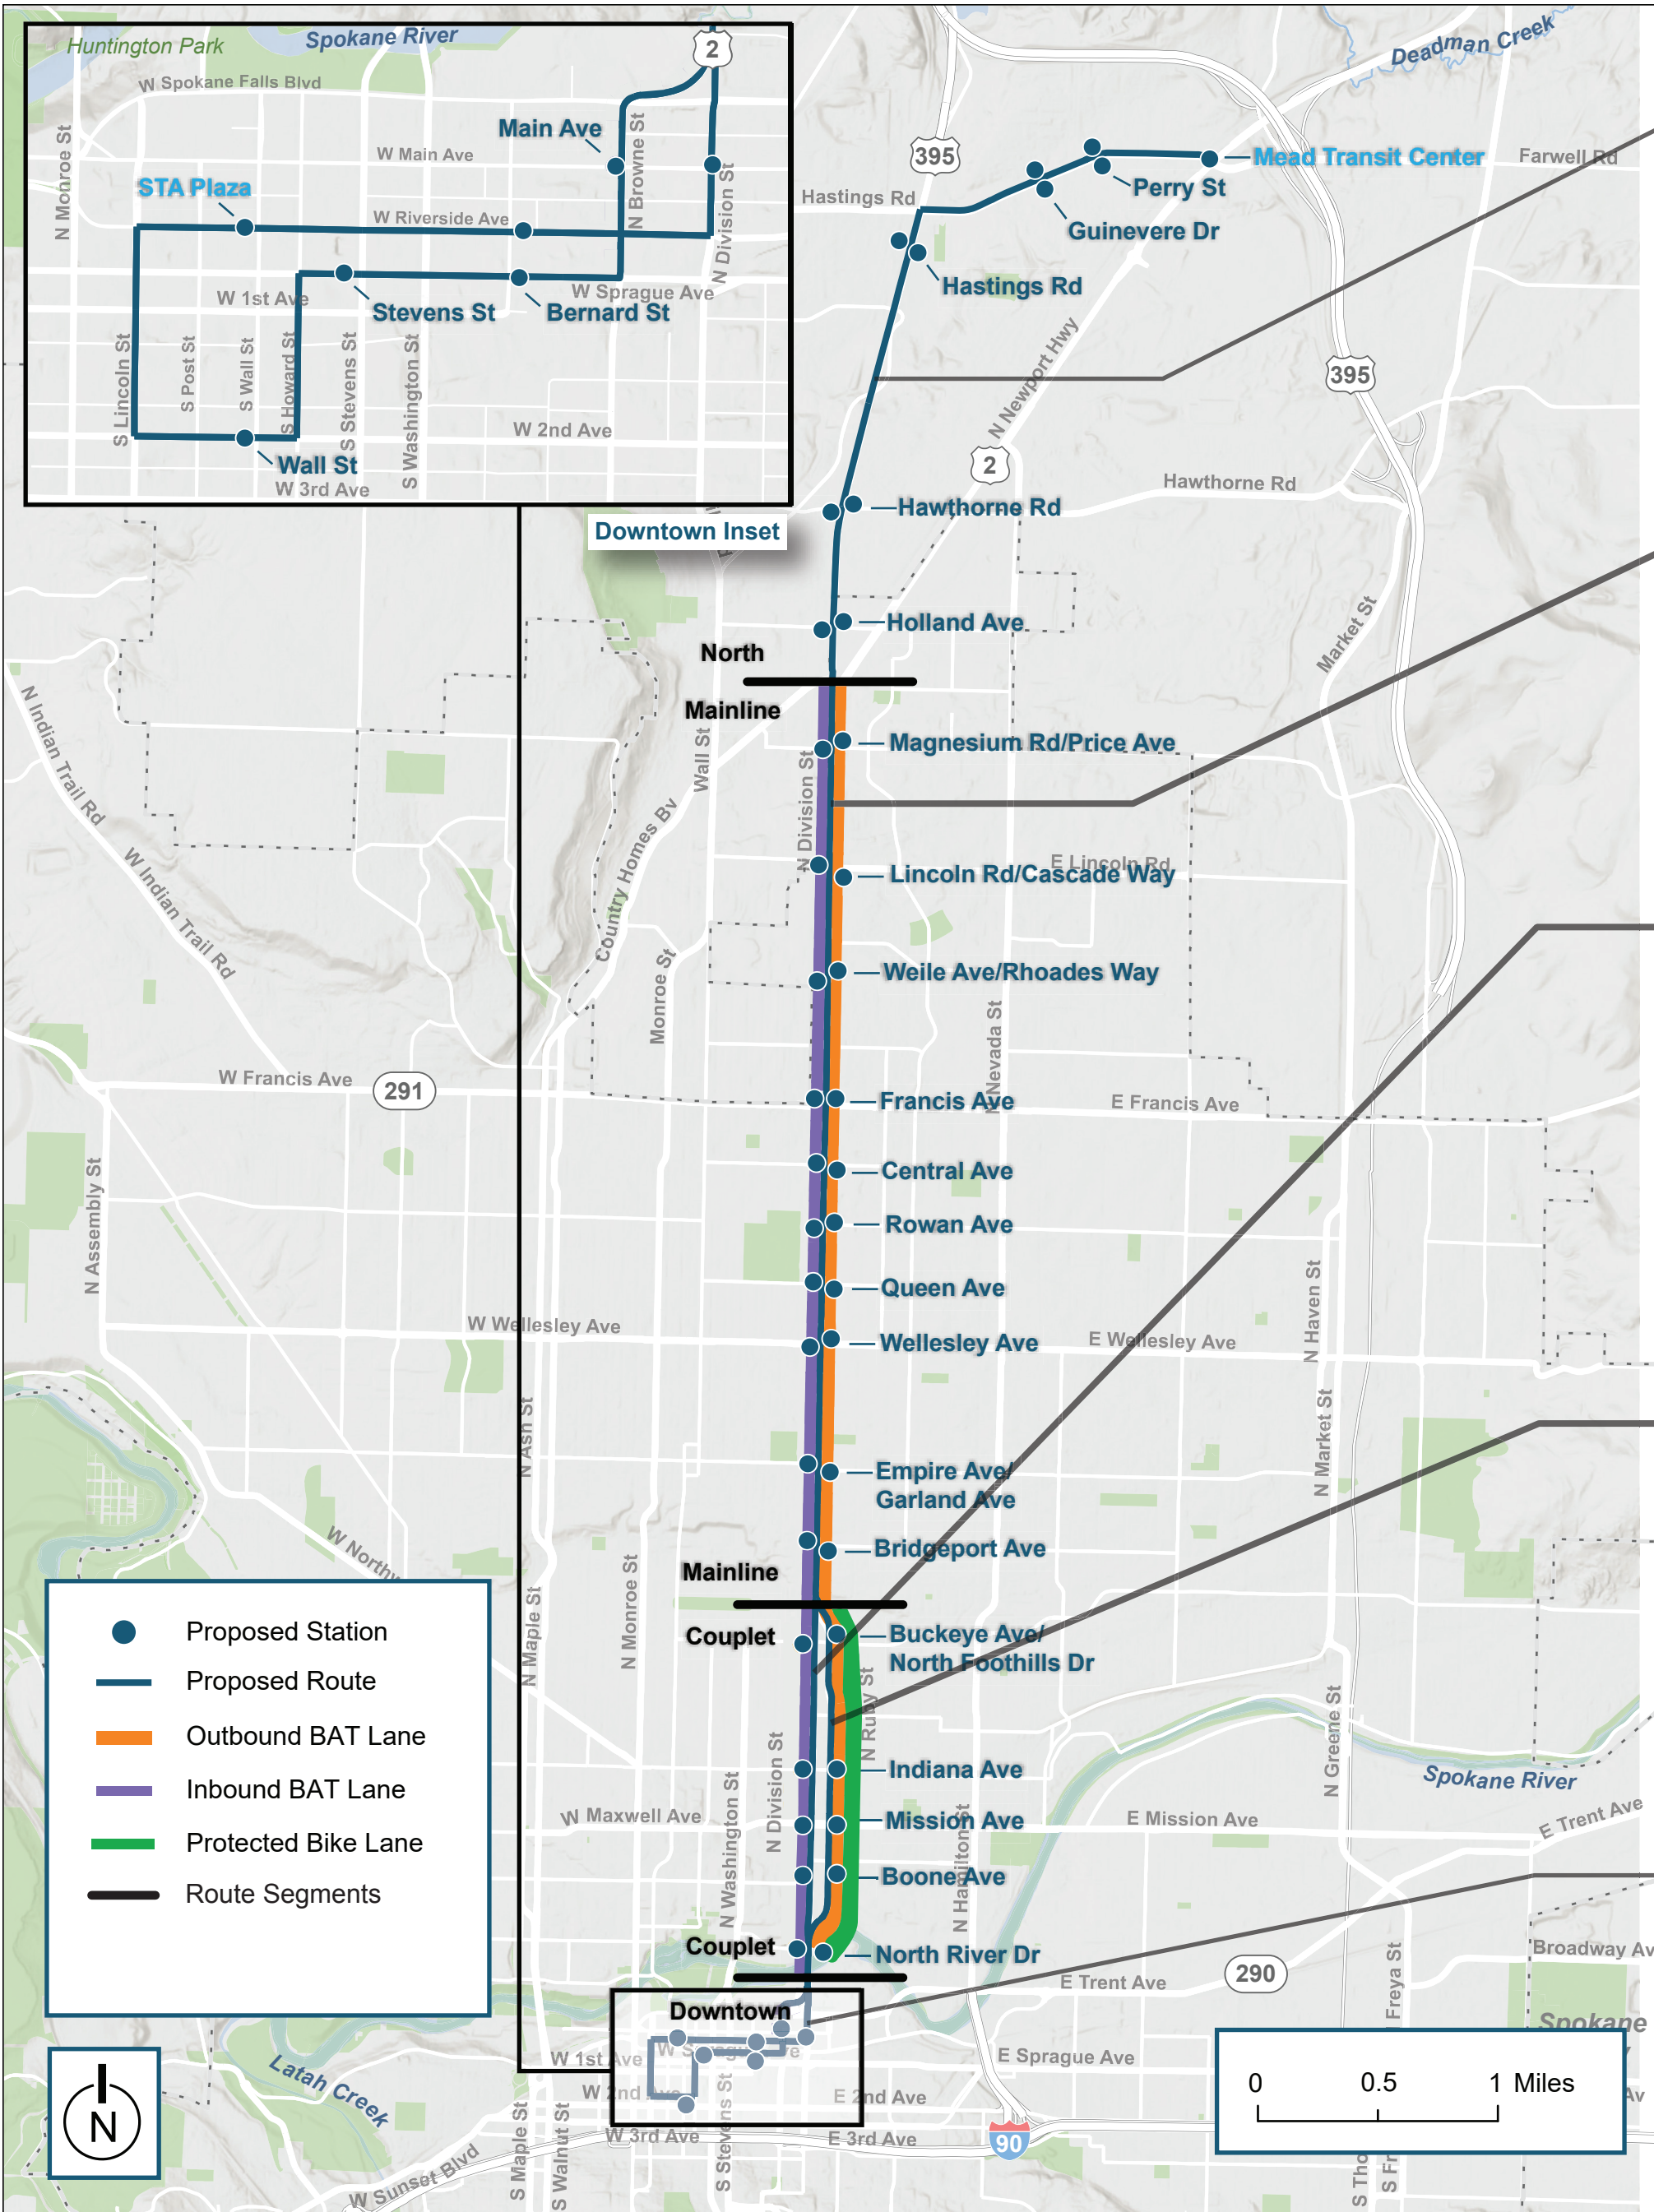 Huntington Park
Spokane River
2
W Spokane Falls Blvd
N Monroe St
Main Ave
N Browne St
W Main Ave
N Division St
STA Plaza
W Riverside Ave
W 1st Ave
Stevens St
Bernard St
W Sprague Ave
S Lincoln St
S Post St
S Wall St
S Howard St
S Stevens St
S Washington St
W 2nd Ave
Wall St
W 3rd Ave
Downtown Inset
Deadman Creek
395
Mead Transit Center
Farwell Rd
Perry St
Hastings Rd
Guinevere Dr
Hastings Rd
N Newport Hwy
395
2
Hawthorne Rd
Hawthorne Rd
Holland Ave
Market St
North
Mainline
Magnesium Rd/Price Ave
N Indian Trail Rd
Wall St
N Division St
Country Homes Bv
E Lincoln Rd
Lincoln Rd/Cascade Way
W Indian Trail Rd
Monroe St
Weile Ave/Rhoades Way
N Nevada St
W Francis Ave
291
Francis Ave
E Francis Ave
N Assembly St
Central Ave
Rowan Ave
Queen Ave
N Haven St
W Wellesley Ave
Wellesley Ave
E Wellesley Ave
N Ash St
N Market St
Empire Ave/
Garland Ave
W Northw
Bridgeport Ave
Mainline
Couplet
Buckeye Ave/
North Foothills Dr
N Maple St
N Monroe St
N Ruby St
N Greene St
Proposed Station
Proposed Route
Outbound BAT Lane
Inbound BAT Lane
Protected Bike Lane
Route Segments
N Division St
N Washington St
Indiana Ave
Spokane River
W Maxwell Ave
Mission Ave
E Mission Ave
E Trent Ave
N Hamilton St
Boone Ave
Couplet
North River Dr
Broadway Av
E Trent Ave
290
Freya St
Downtown
Spokane
W 1st Ave
W Sprague Ave
E Sprague Ave
Latah Creek
W 2nd Ave
E 2nd Ave
0 0.5 1 Miles
N
W 3rd Ave
E 3rd Ave
90
S Maple St
S Walnut St
S Stevens St
W Sunset Blvd
S Tho
S Fr
Av